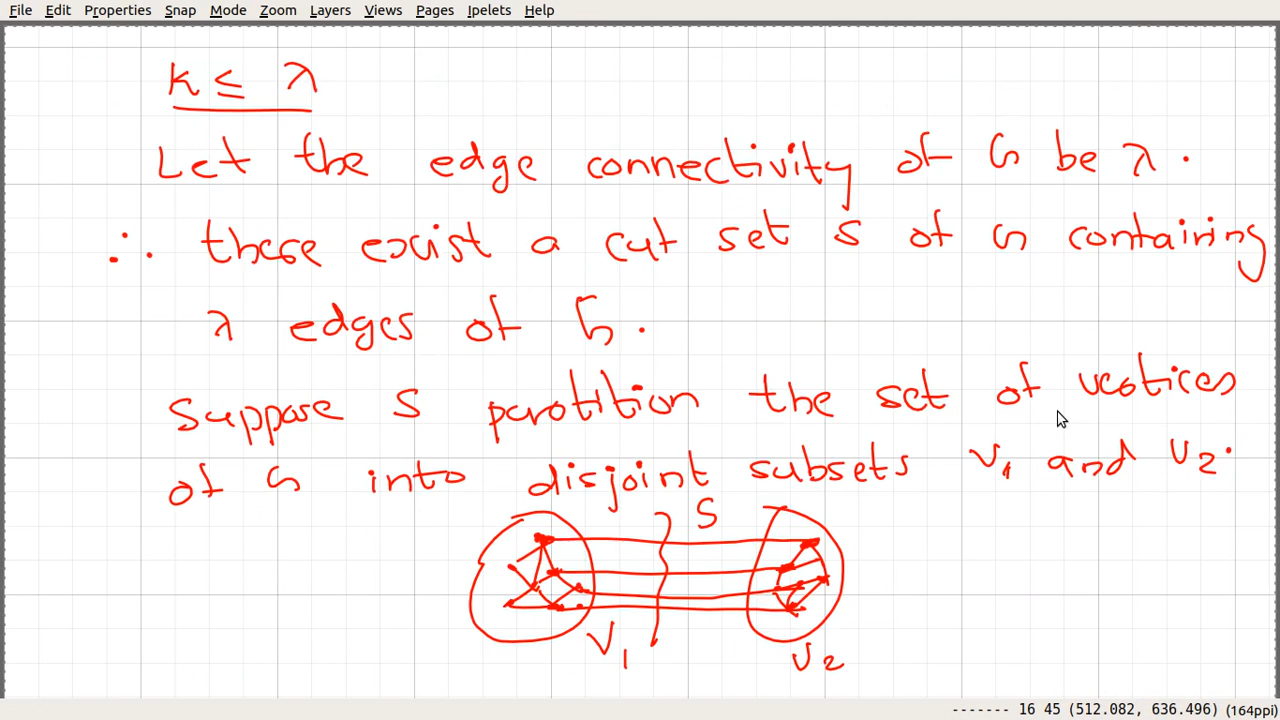 File Edit Properties Snap Mode Zoom Layers Views Pages Ipelets Help
k ≤ λ
Let the edge connectivity of G be λ.
∴ there exist a cut set S of G containing
λ edges of G.
Suppose S partition the set of vertices
of G into disjoint subsets V1 and V2.
S
V1
V2
------- 16 45 (512.082, 636.496) (164ppi)